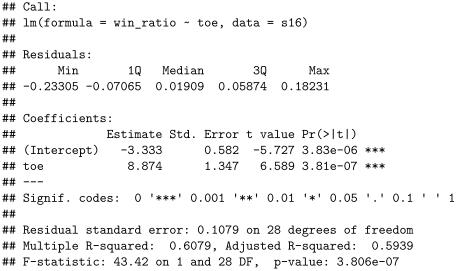 ## Call:
## lm(formula = win_ratio ~ toe, data = s16)
##
## Residuals:
##      Min       1Q   Median       3Q      Max
## -0.23305 -0.07065  0.01909  0.05874  0.18231
##
## Coefficients:
##             Estimate Std. Error t value Pr(>|t|)
## (Intercept)   -3.333      0.582  -5.727 3.83e-06 ***
## toe            8.874      1.347   6.589 3.81e-07 ***
## ---
## Signif. codes:  0 '***' 0.001 '**' 0.01 '*' 0.05 '.' 0.1 ' ' 1
##
## Residual standard error: 0.1079 on 28 degrees of freedom
## Multiple R-squared:  0.6079, Adjusted R-squared:  0.5939
## F-statistic: 43.42 on 1 and 28 DF,  p-value: 3.806e-07